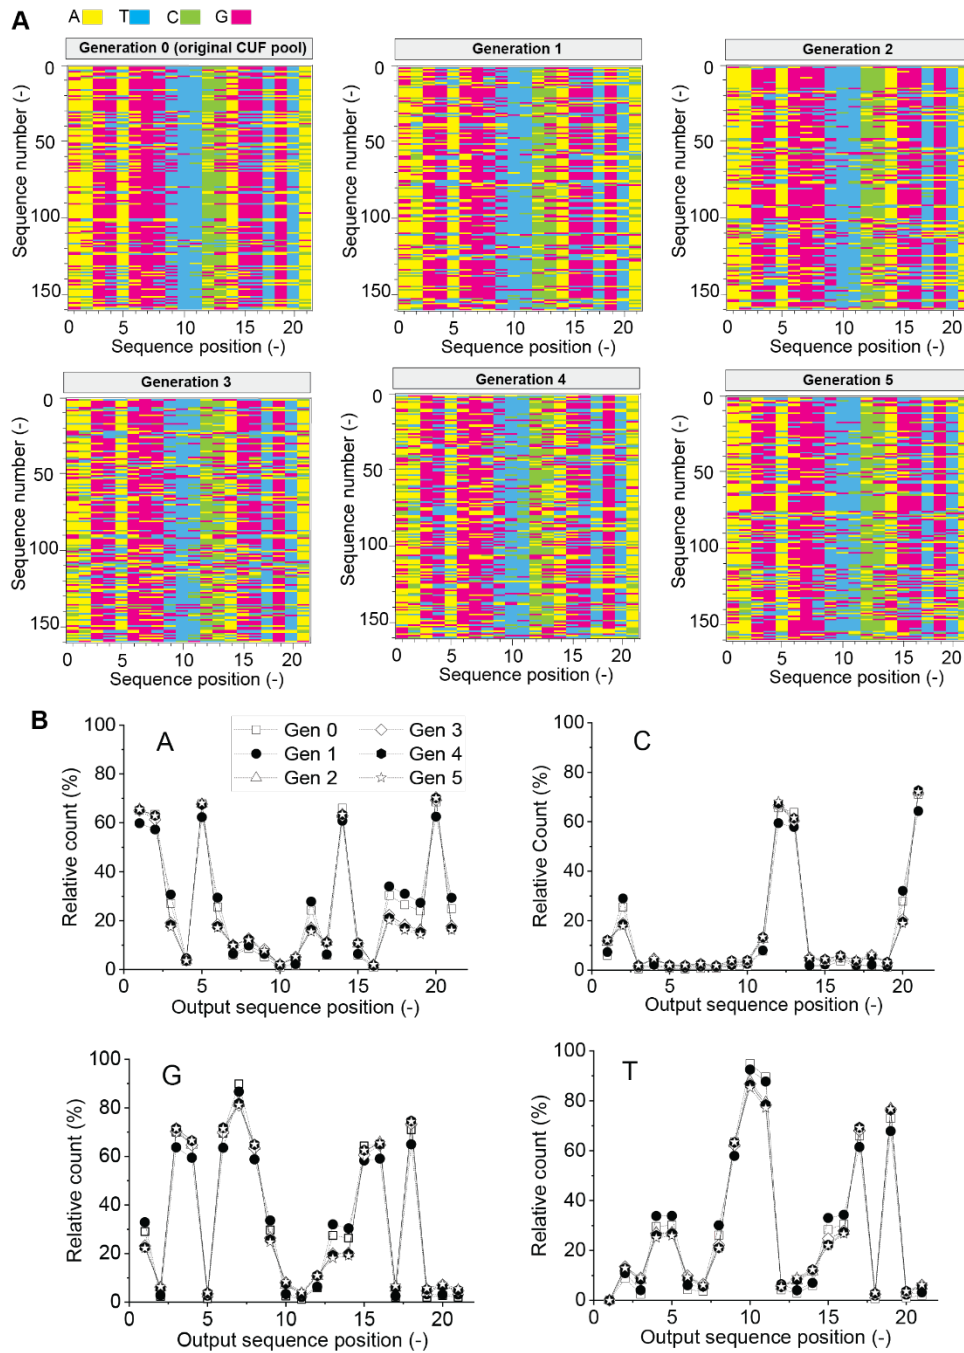 A
A T C G
Generation 0 (original CUF pool)
Generation 1
Generation 2
Sequence number (-)
0
50
100
150
0 5 10 15 20
Sequence position (-)
Sequence number (-)
0
50
100
150
0 5 10 15 20
Sequence position (-)
Sequence number (-)
0
50
100
150
0 5 10 15 20
Sequence position (-)
Generation 3
Generation 4
Generation 5
Sequence number (-)
0
50
100
150
0 5 10 15 20
Sequence position (-)
Sequence number (-)
0
50
100
150
0 5 10 15 20
Sequence position (-)
Sequence number (-)
0
50
100
150
0 5 10 15 20
Sequence position (-)
B
A
Gen 0 Gen 3
Gen 1 Gen 4
Gen 2 Gen 5
Relative count (%)
100
80
60
40
20
0
0 5 10 15 20
Output sequence position (-)
C
Relative Count (%)
100
80
60
40
20
0
0 5 10 15 20
Output sequence position (-)
G
Relative count (%)
100
80
60
40
20
0
0 5 10 15 20
Output sequence position (-)
T
Relative count (%)
100
80
60
40
20
0
0 5 10 15 20
Output sequence position (-)